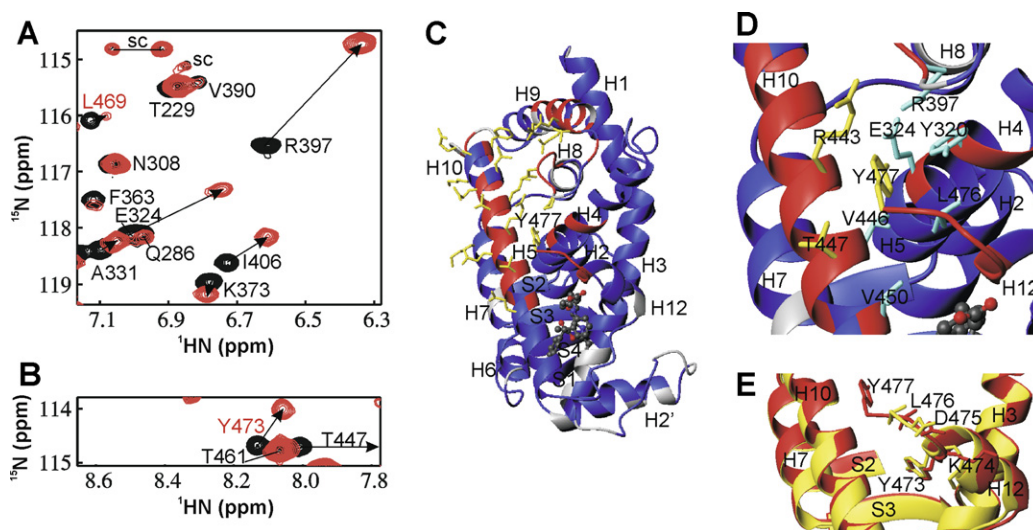 A
¹⁵N (ppm)
115
116
117
118
119
sc
sc
V390
T229
L469
R397
N308
F363
E324
Q286
A331
I406
K373
7.1
6.9
6.7
6.5
6.3
¹HN (ppm)
B
¹⁵N (ppm)
114
115
Y473
T461
T447
8.6
8.4
8.2
8.0
7.8
¹HN (ppm)
C
H1
H9
H10
H8
Y477
H4
H5
H2
H3
S2
H7
S3
H12
H6
S4
S1
H2'
D
H8
H10
R397
R443
E324
Y320
H4
Y477
L476
H2
V446
T447
H5
H7
H12
V450
E
H10
Y477
L476
D475
H3
H7
S2
K474
Y473
H12
S3